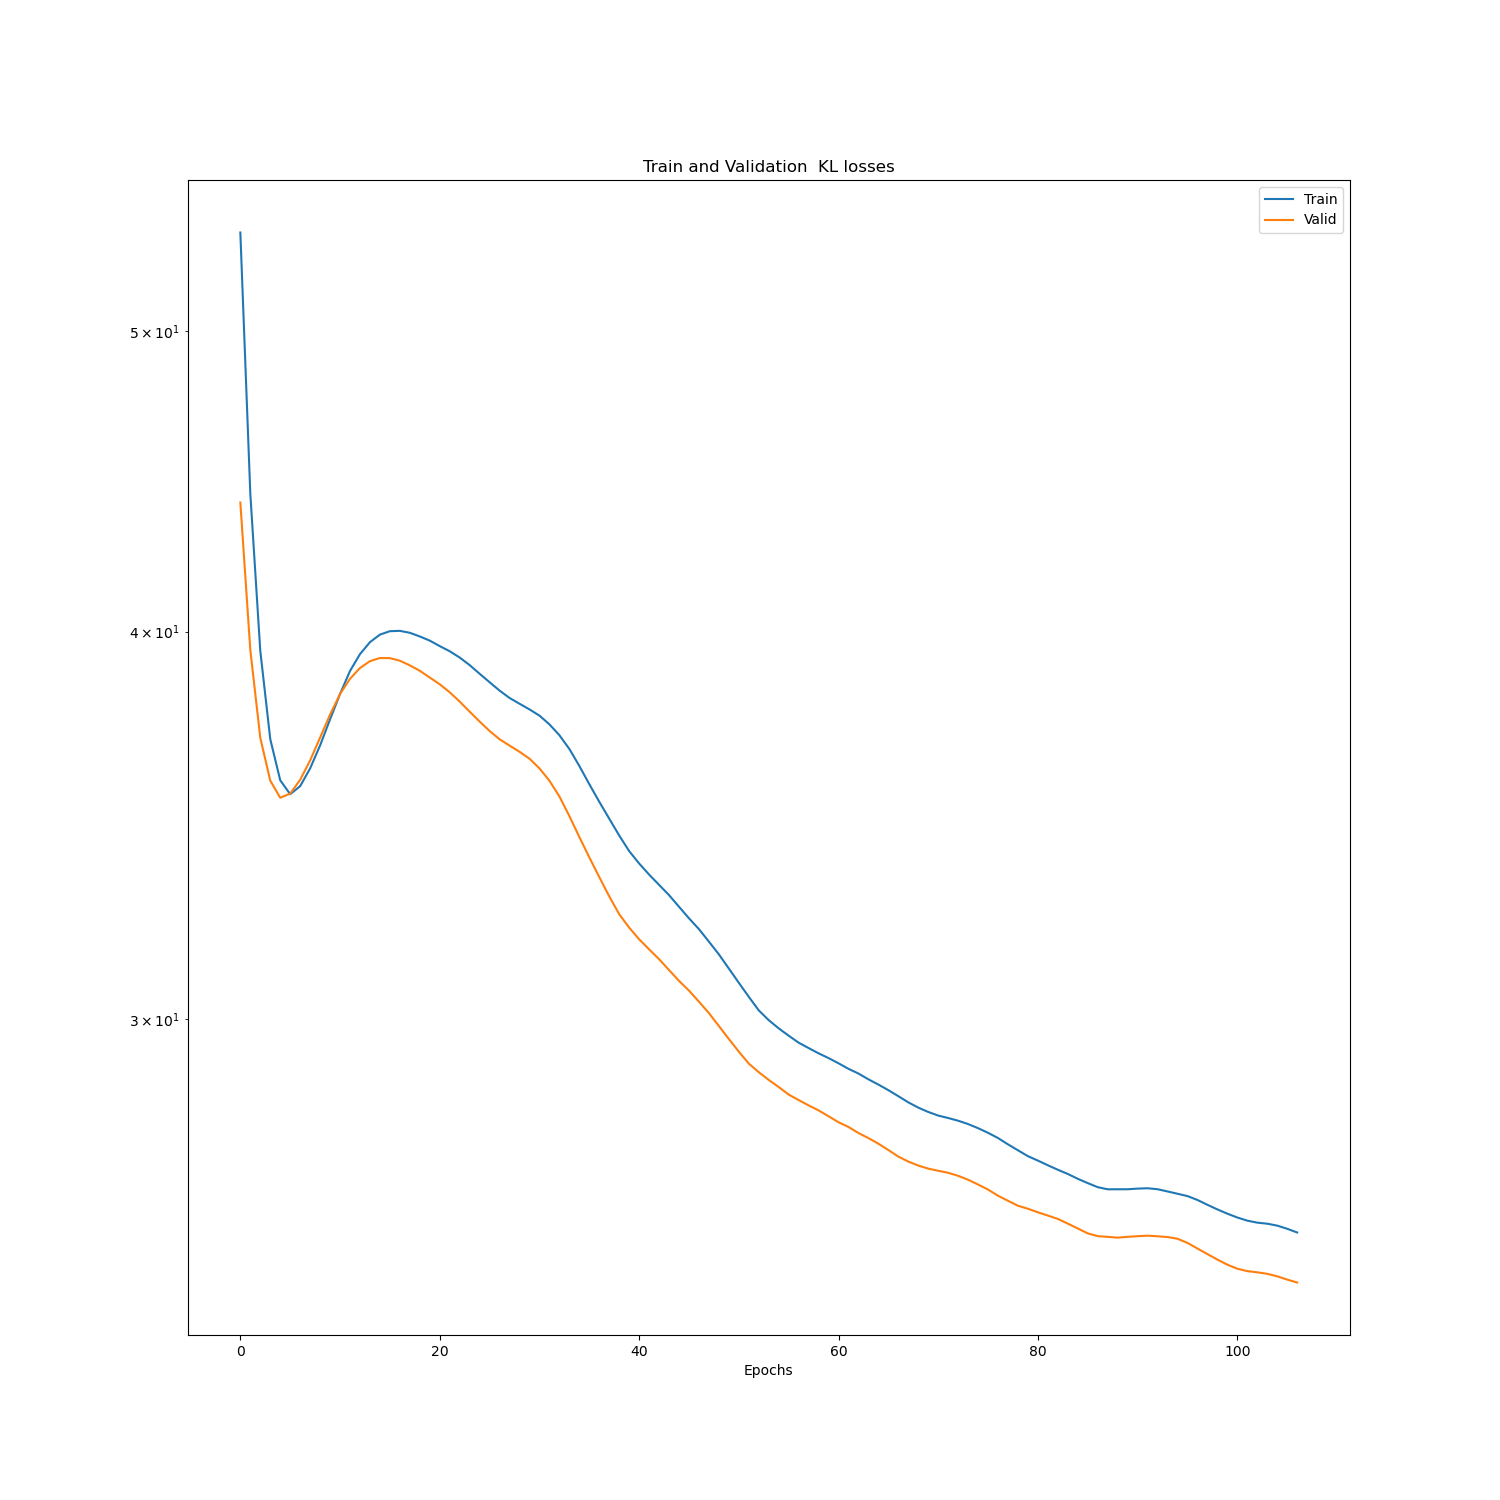 Train and Validation  KL losses
Train
Valid
5 × 10¹
4 × 10¹
3 × 10¹
0 20 40 60 80 100
Epochs